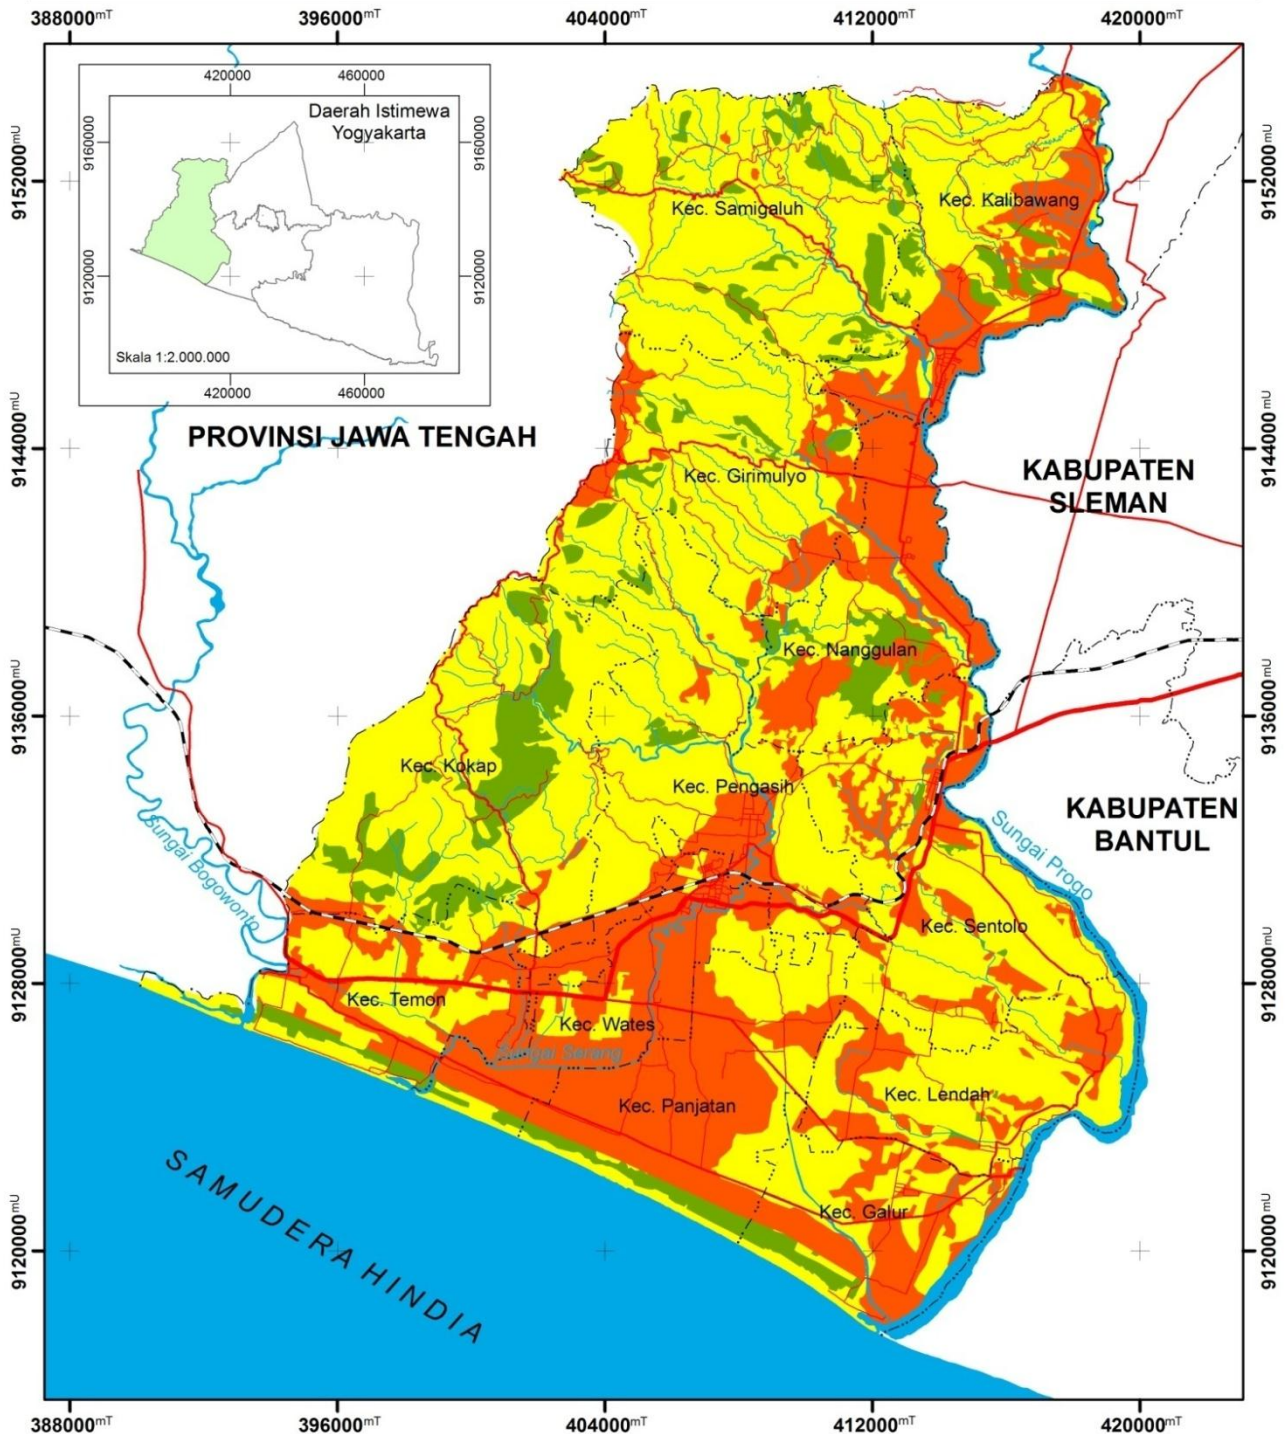 388000mT 396000mT 404000mT 412000mT 420000mT
420000 460000
Daerah Istimewa
Yogyakarta
9160000mU 9160000
9152000mU 9152000mU
9120000 9120000
Skala 1:2.000.000
420000 460000
Kec. Samigaluh
Kec. Kalibawang
9144000mU 9144000mU
PROVINSI JAWA TENGAH
Kec. Girimulyo
KABUPATEN
SLEMAN
Kec. Nanggulan
9136000mU 9136000mU
Kec. Kokap
Kec. Pengasih
KABUPATEN
BANTUL
Sungai Bogowonto
Sungai Progo
Kec. Sentolo
9128000mU 9128000mU
Kec. Temon
Kec. Wates
Sungai Serang
Kec. Lendah
Kec. Panjatan
Kec. Galur
9120000mU 9120000mU
SAMUDERA HINDIA
388000mT 396000mT 404000mT 412000mT 420000mT